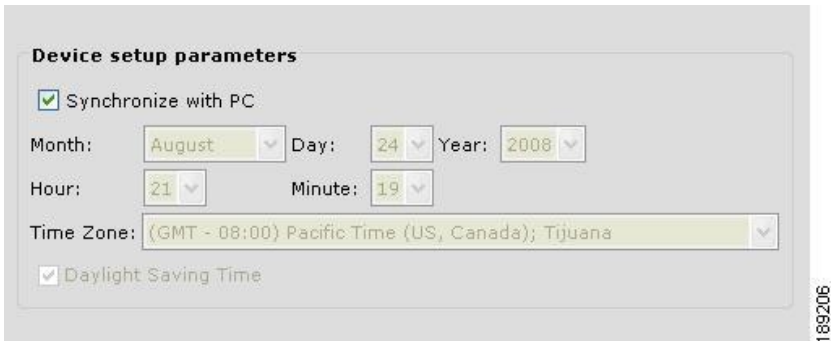 Device setup parameters
Synchronize with PC
Month: August Day: 24 Year: 2008
Hour: 21 Minute: 19
Time Zone: (GMT - 08:00) Pacific Time (US, Canada); Tijuana
Daylight Saving Time
189206